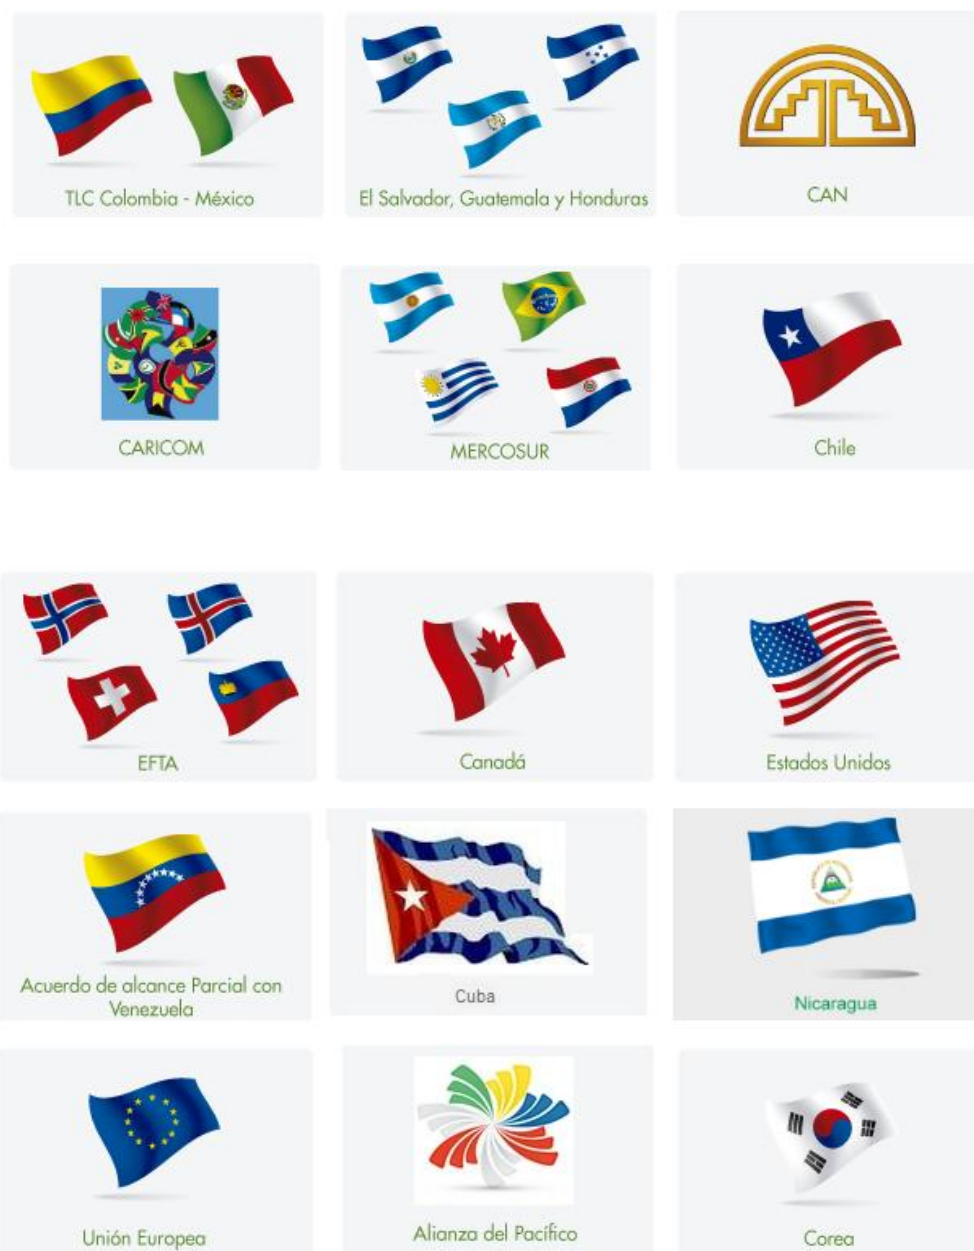 TLC Colombia - México
El Salvador, Guatemala y Honduras
CAN
CARICOM
MERCOSUR
Chile
EFTA
Canadá
Estados Unidos
Acuerdo de alcance Parcial con
Venezuela
Cuba
Nicaragua
Unión Europea
Alianza del Pacífico
Corea